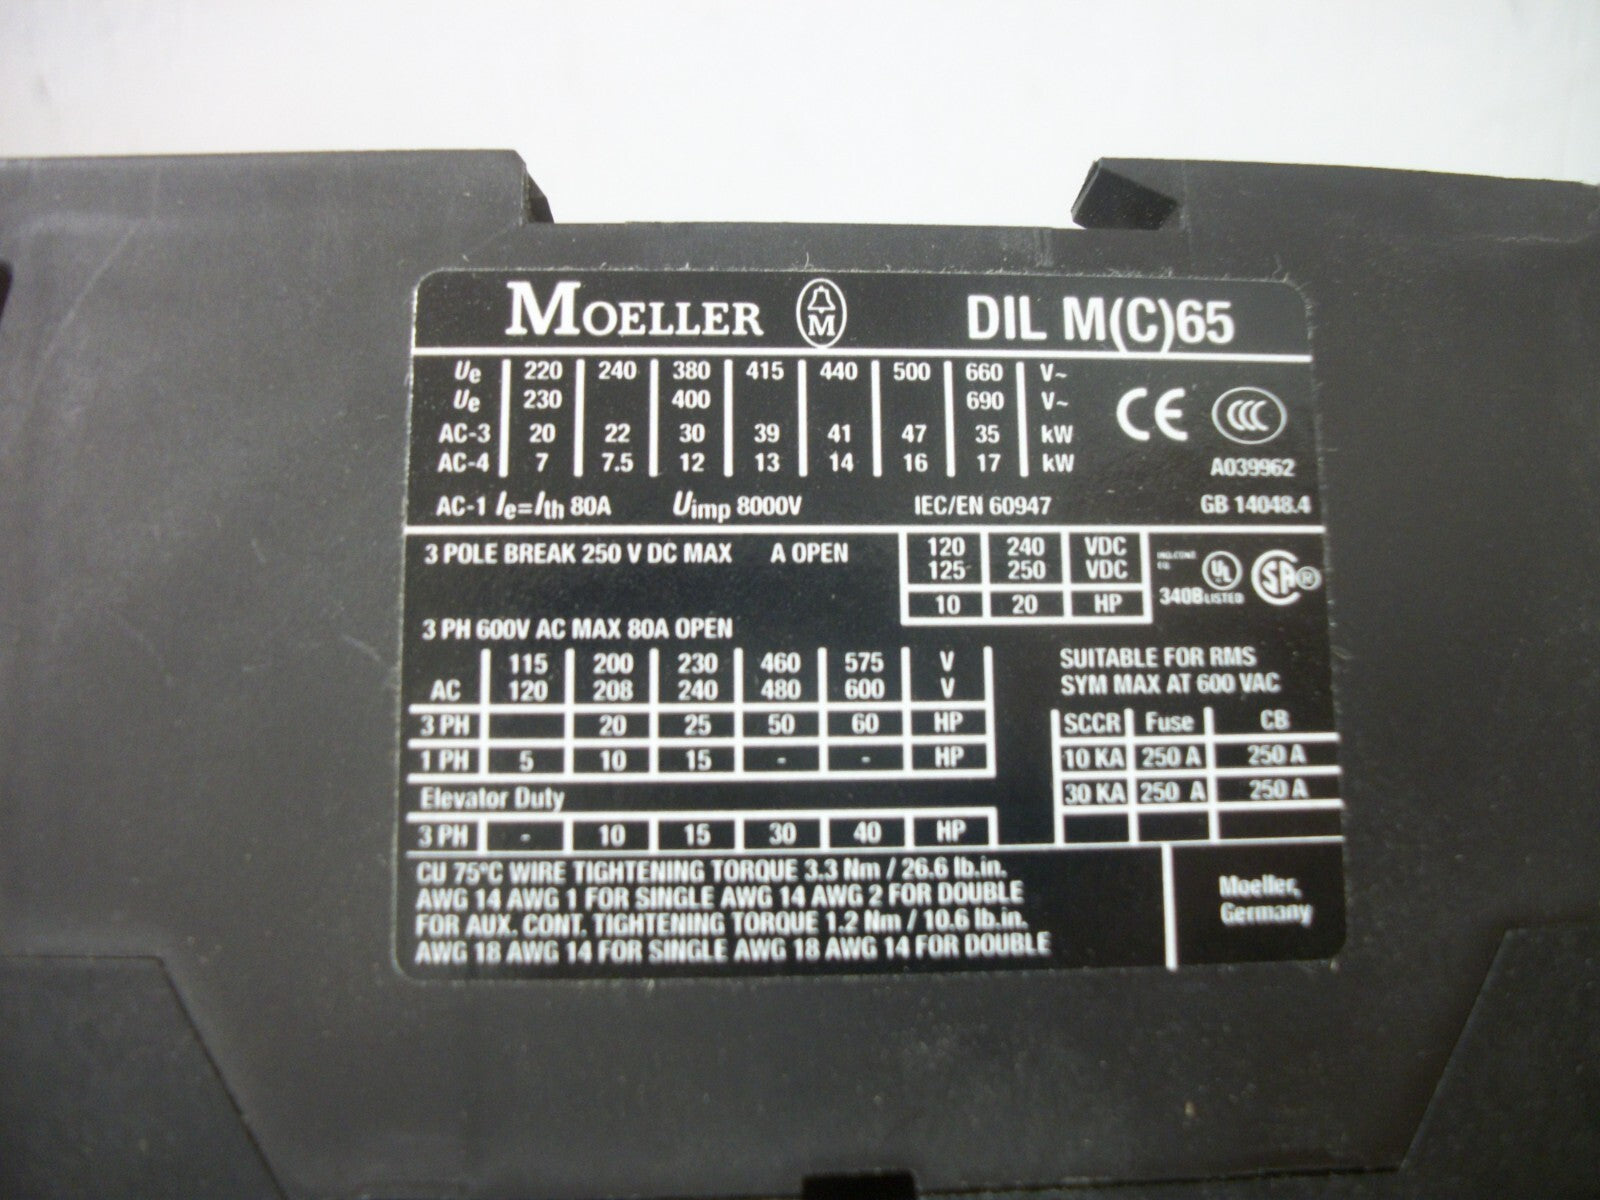 MOELLER M DIL M(C)65
Ue 220 240 380 415 440 500 660 V~
Ue 230 400 690 V~
AC-3 20 22 30 39 41 47 35 kW
AC-4 7 7.5 12 13 14 16 17 kW
CE CCC
A039962
AC-1 Ie=Ith 80A Uimp 8000V IEC/EN 60947 GB 14048.4
3 POLE BREAK 250 V DC MAX A OPEN
120 240 VDC
125 250 VDC
10 20 HP
IND.CONT.
EQ.
340B UL LISTED SA®
3 PH 600V AC MAX 80A OPEN
115 200 230 460 575 V
AC 120 208 240 480 600 V
3 PH 20 25 50 60 HP
1 PH 5 10 15 - - HP
Elevator Duty
3 PH - 10 15 30 40 HP
SUITABLE FOR RMS
SYM MAX AT 600 VAC
SCCR Fuse CB
10 KA 250 A 250 A
30 KA 250 A 250 A
CU 75°C WIRE TIGHTENING TORQUE 3.3 Nm / 26.6 lb.in.
AWG 14 AWG 1 FOR SINGLE AWG 14 AWG 2 FOR DOUBLE
FOR AUX. CONT. TIGHTENING TORQUE 1.2 Nm / 10.6 lb.in.
AWG 18 AWG 14 FOR SINGLE AWG 18 AWG 14 FOR DOUBLE
Moeller,
Germany